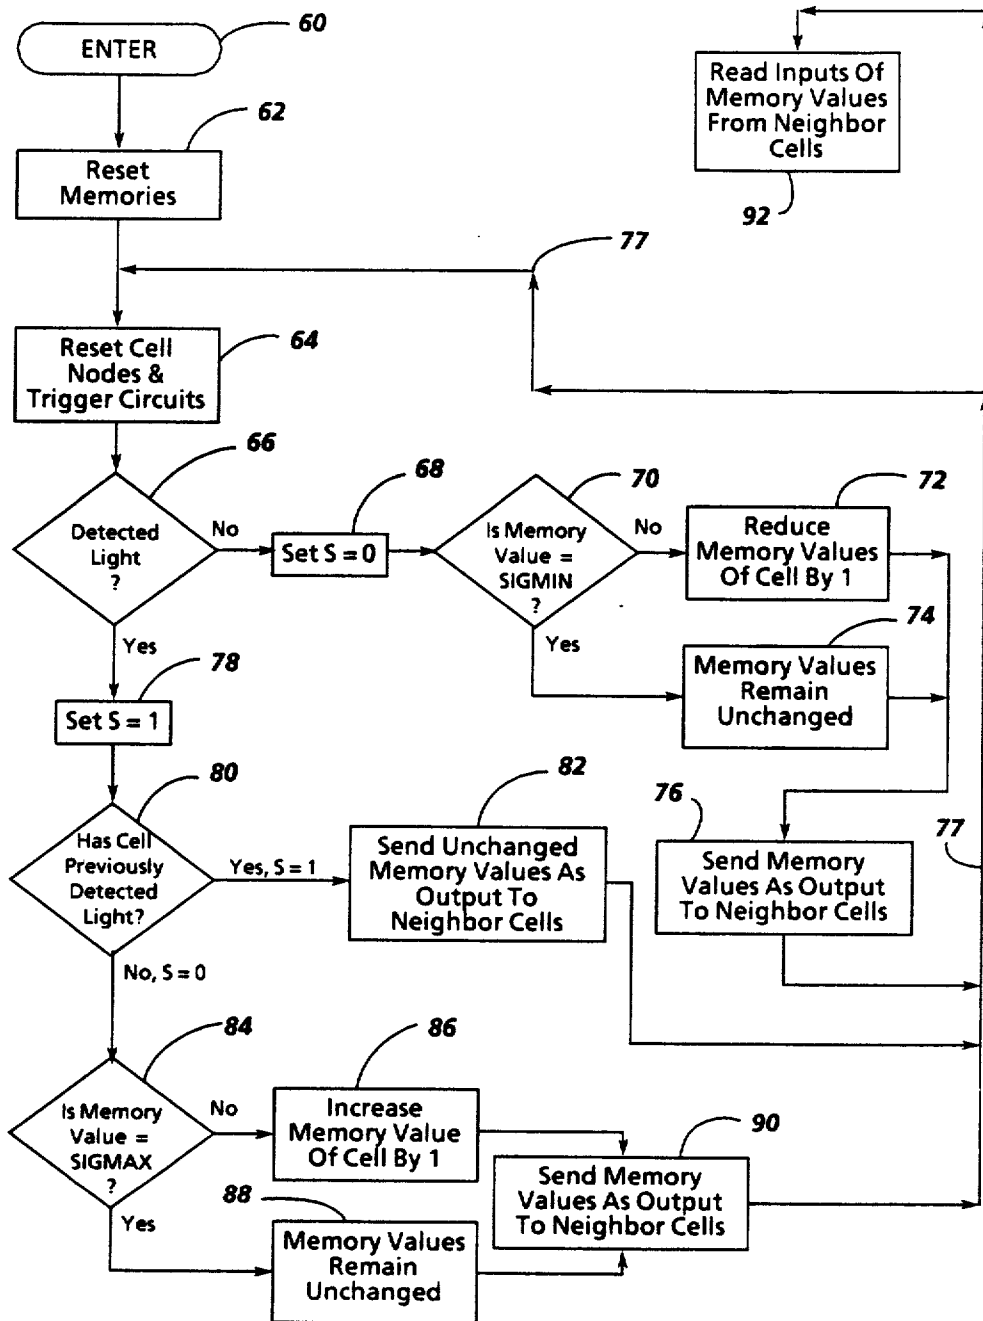 60
ENTER
62
Reset
Memories
Read Inputs Of
Memory Values
From Neighbor
Cells
92
77
64
Reset Cell
Nodes &
Trigger Circuits
66
Detected
Light
?
No
68
Set S = 0
70
Is Memory
Value =
SIGMIN
?
No
72
Reduce
Memory Values
Of Cell By 1
Yes
74
Memory Values
Remain
Unchanged
Yes
78
Set S = 1
80
Has Cell
Previously
Detected
Light?
Yes, S = 1
82
Send Unchanged
Memory Values As
Output To
Neighbor Cells
76
Send Memory
Values As Output
To Neighbor Cells
77
No, S = 0
84
Is Memory
Value =
SIGMAX
?
No
86
Increase
Memory Value
Of Cell By 1
90
Send Memory
Values As Output
To Neighbor Cells
Yes
88
Memory Values
Remain
Unchanged